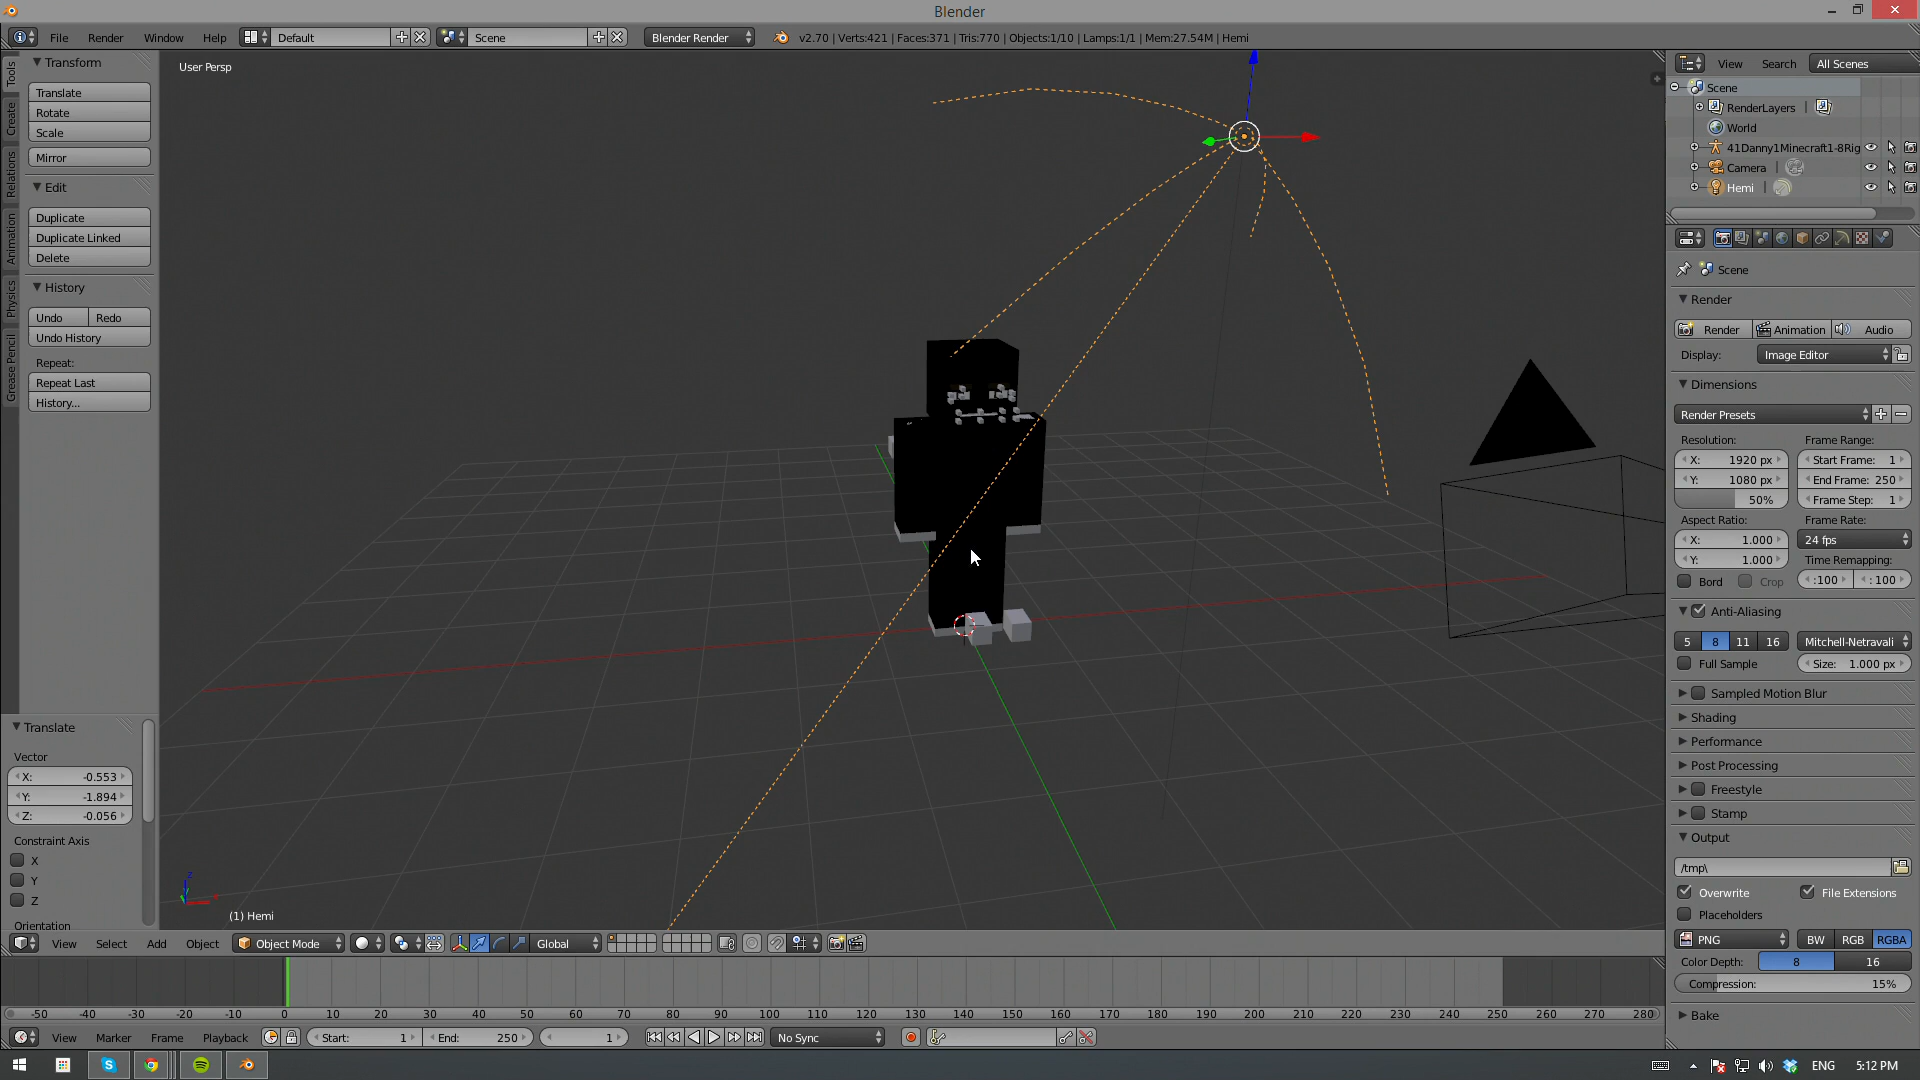 Blender
File Render Window Help Default Scene Blender Render v2.70 | Verts:421 | Faces:371 | Tris:770 | Objects:1/10 | Lamps:1/1 | Mem:27.54M | Hemi
Tools
Create
Relations
Animation
Physics
Grease Pencil
Transform
Translate
Rotate
Scale
Mirror
Edit
Duplicate
Duplicate Linked
Delete
History
Undo Redo
Undo History
Repeat:
Repeat Last
History...
Translate
Vector
X: -0.553
Y: -1.894
Z: -0.056
Constraint Axis
X
Y
Z
Orientation
User Persp
z
(1) Hemi
View Select Add Object Object Mode Global
View Search All Scenes
Scene
RenderLayers |
World
41Danny1Minecraft1-8Rig
Camera |
Hemi |
Scene
Render
Render Animation Audio
Display: Image Editor
Dimensions
Render Presets
Resolution: Frame Range:
X: 1920 px Start Frame: 1
Y: 1080 px End Frame: 250
50% Frame Step: 1
Aspect Ratio: Frame Rate:
X: 1.000 24 fps
Y: 1.000 Time Remapping:
Bord Crop :100 : 100
Anti-Aliasing
5 8 11 16 Mitchell-Netravali
Full Sample Size: 1.000 px
Sampled Motion Blur
Shading
Performance
Post Processing
Freestyle
Stamp
Output
/tmp\
Overwrite File Extensions
Placeholders
PNG BW RGB RGBA
Color Depth: 8 16
Compression: 15%
Bake
-50 -40 -30 -20 -10 0 10 20 30 40 50 60 70 80 90 100 110 120 130 140 150 160 170 180 190 200 210 220 230 240 250 260 270 280
View Marker Frame Playback Start: 1 End: 250 1 No Sync
ENG 5:12 PM